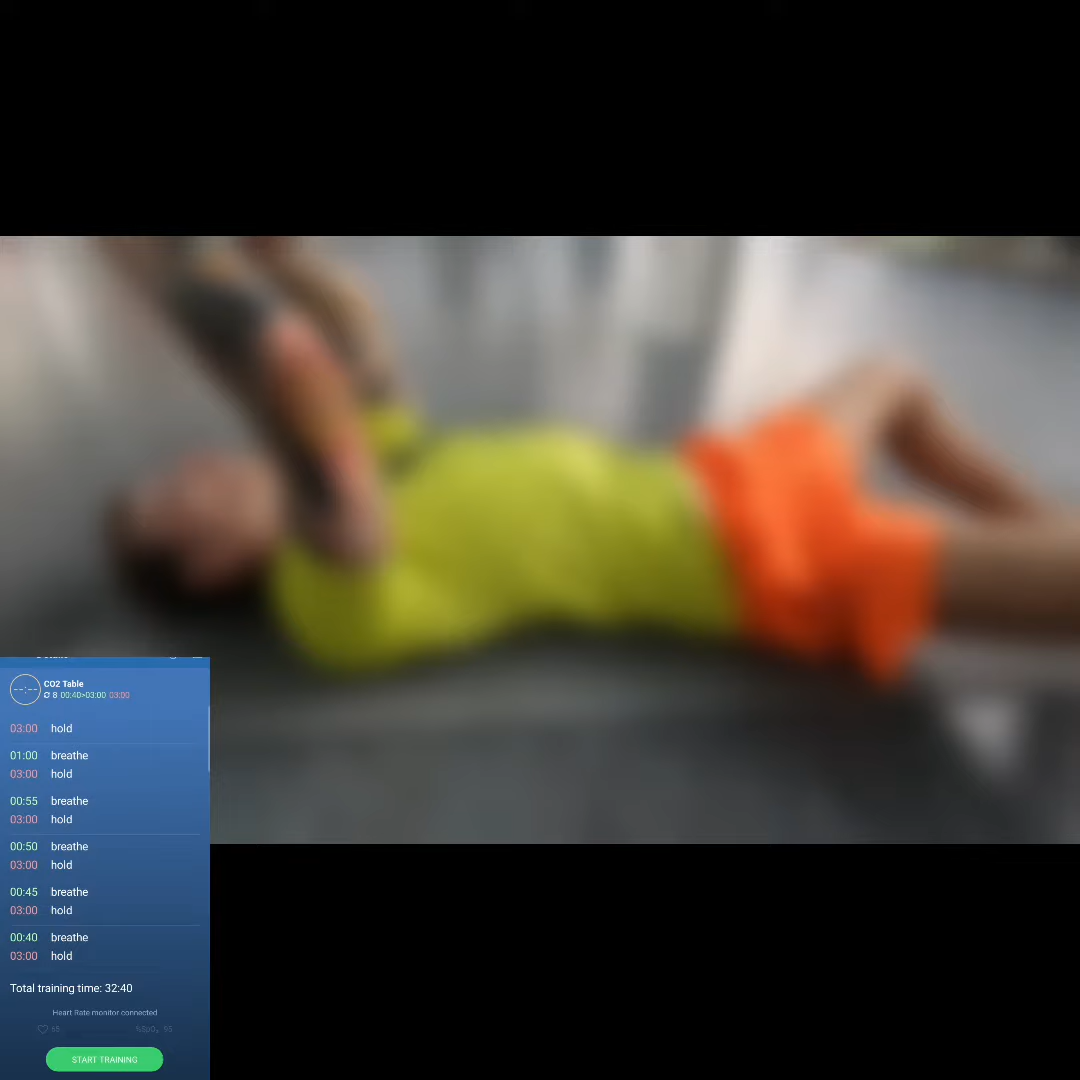 CO2 Table
8 00:40>03:00 03:00
03:00 hold
01:00 breathe
03:00 hold
00:55 breathe
03:00 hold
00:50 breathe
03:00 hold
00:45 breathe
03:00 hold
00:40 breathe
03:00 hold
Total training time: 32:40
Heart Rate monitor connected
%SpO₂
START TRAINING